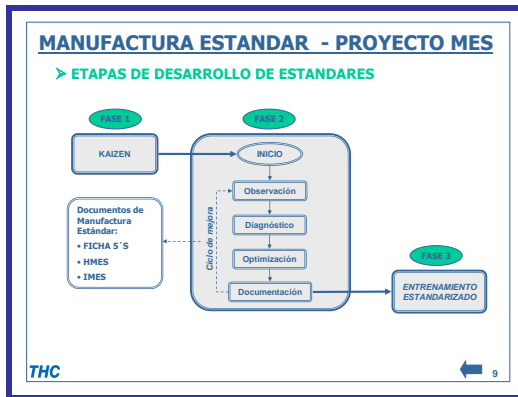 MANUFACTURA ESTANDAR - PROYECTO MES
ETAPAS DE DESARROLLO DE ESTANDARES
FASE 1
FASE 2
KAIZEN
INICIO
Observación
Diagnóstico
Optimización
Documentación
Ciclo de mejora
Documentos de
Manufactura
Estándar:
• FICHA 5´S
• HMES
• IMES
FASE 3
ENTRENAMIENTO
ESTANDARIZADO
THC
9